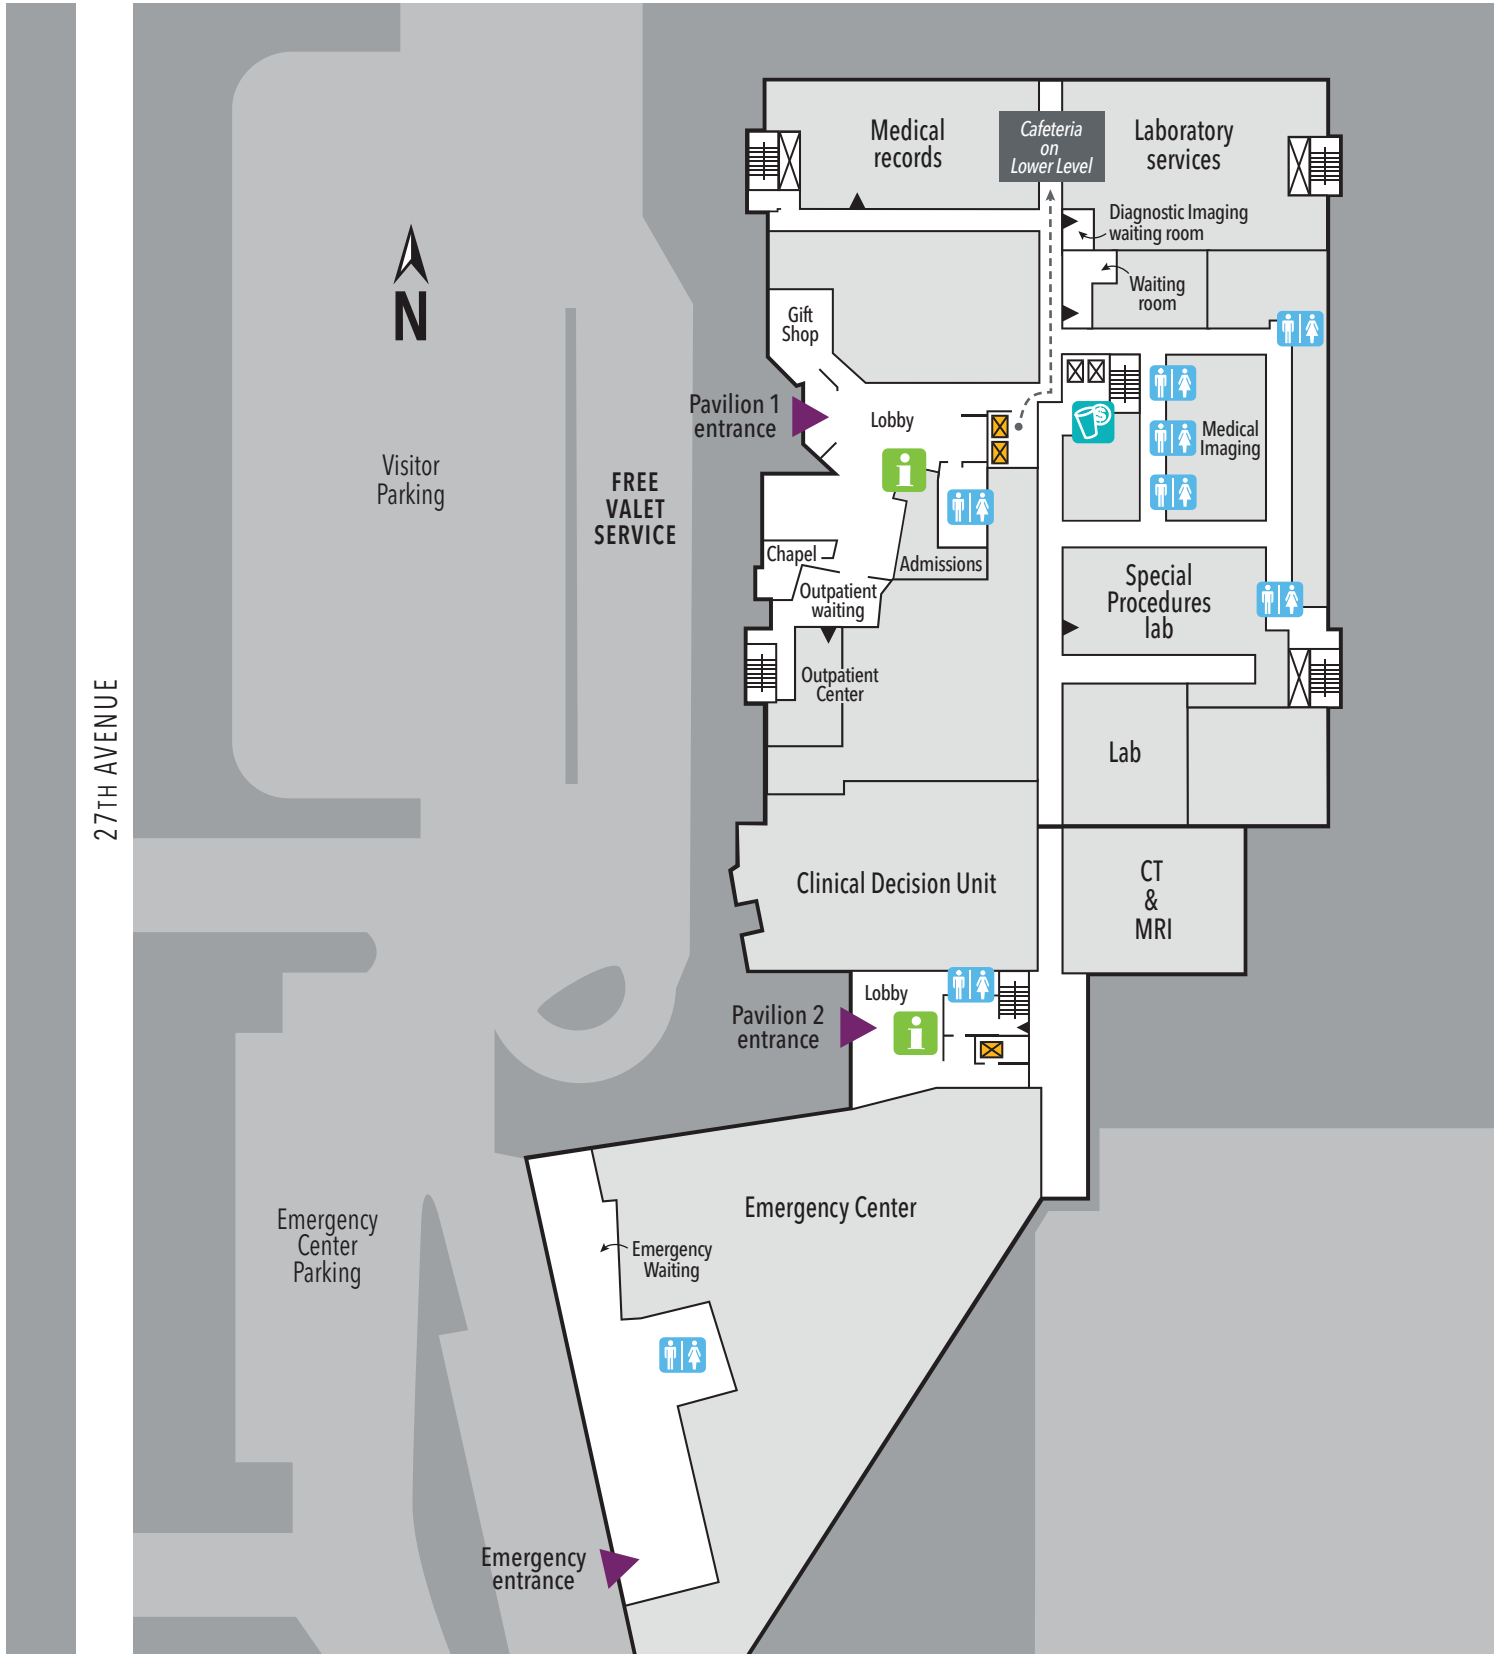 Medical
records
Cafeteria
on
Lower Level
Laboratory
services
Diagnostic Imaging
waiting room
Waiting
room
N
Gift
Shop
Pavilion 1
entrance
Lobby
Medical
Imaging
Visitor
Parking
FREE
VALET
SERVICE
Chapel
Admissions
Outpatient
waiting
Special
Procedures
lab
Outpatient
Center
27TH AVENUE
Lab
Clinical Decision Unit
CT
&
MRI
Lobby
Pavilion 2
entrance
Emergency Center
Emergency
Center
Parking
Emergency
Waiting
Emergency
entrance